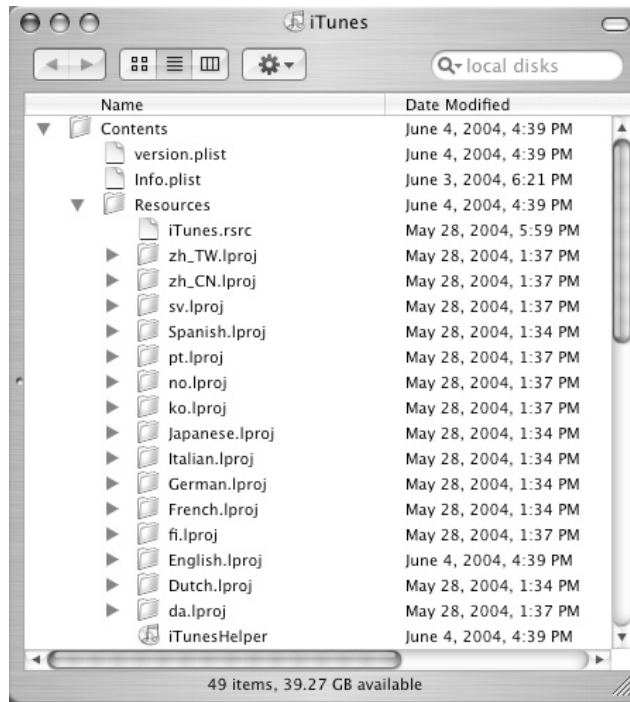 iTunes
local disks
Name Date Modified
Contents June 4, 2004, 4:39 PM
version.plist June 4, 2004, 4:39 PM
Info.plist June 3, 2004, 6:21 PM
Resources June 4, 2004, 4:39 PM
iTunes.rsrc May 28, 2004, 5:59 PM
zh_TW.lproj May 28, 2004, 1:37 PM
zh_CN.lproj May 28, 2004, 1:37 PM
sv.lproj May 28, 2004, 1:37 PM
Spanish.lproj May 28, 2004, 1:34 PM
pt.lproj May 28, 2004, 1:37 PM
no.lproj May 28, 2004, 1:37 PM
ko.lproj May 28, 2004, 1:37 PM
Japanese.lproj May 28, 2004, 1:34 PM
Italian.lproj May 28, 2004, 1:34 PM
German.lproj May 28, 2004, 1:34 PM
French.lproj May 28, 2004, 1:34 PM
fi.lproj May 28, 2004, 1:37 PM
English.lproj June 4, 2004, 4:39 PM
Dutch.lproj May 28, 2004, 1:34 PM
da.lproj May 28, 2004, 1:37 PM
iTunesHelper June 4, 2004, 4:39 PM
49 items, 39.27 GB available